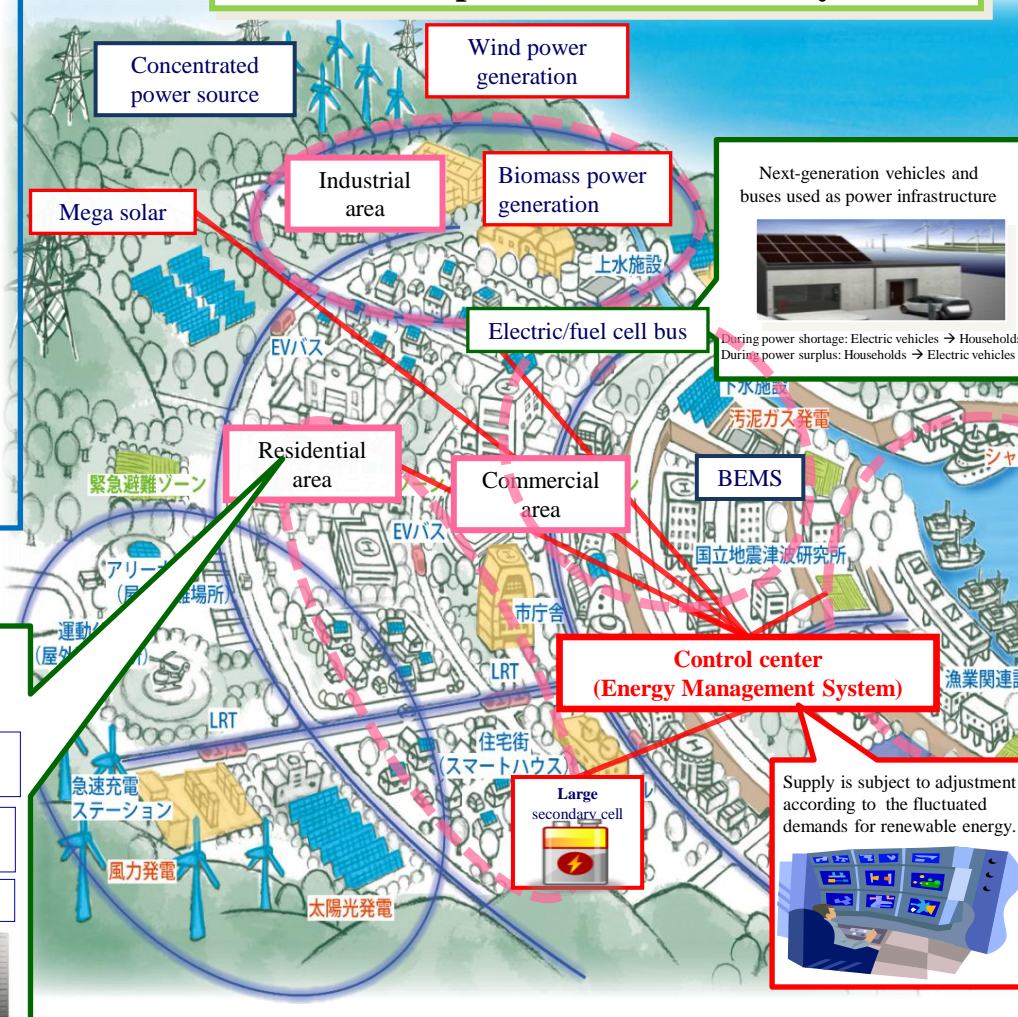 Concentrated
power source
Wind power
generation
Industrial
area
Biomass power
generation
Mega solar
Next-generation vehicles and
buses used as power infrastructure
During power shortage: Electric vehicles → Households
During power surplus: Households → Electric vehicles
上水施設
Electric/fuel cell bus
EVバス
下水施設
汚泥ガス発電
Residential
area
Commercial
area
BEMS
緊急避難ゾーン
EVバス
国立地震津波研究所
アリーナ
市庁舎
Control center
(Energy Management System)
漁業関連
LRT
LRT
住宅街
(スマートハウス)
急速充電
ステーション
Large
secondary cell
Supply is subject to adjustment
according to the fluctuated
demands for renewable energy.
風力発電
太陽光発電